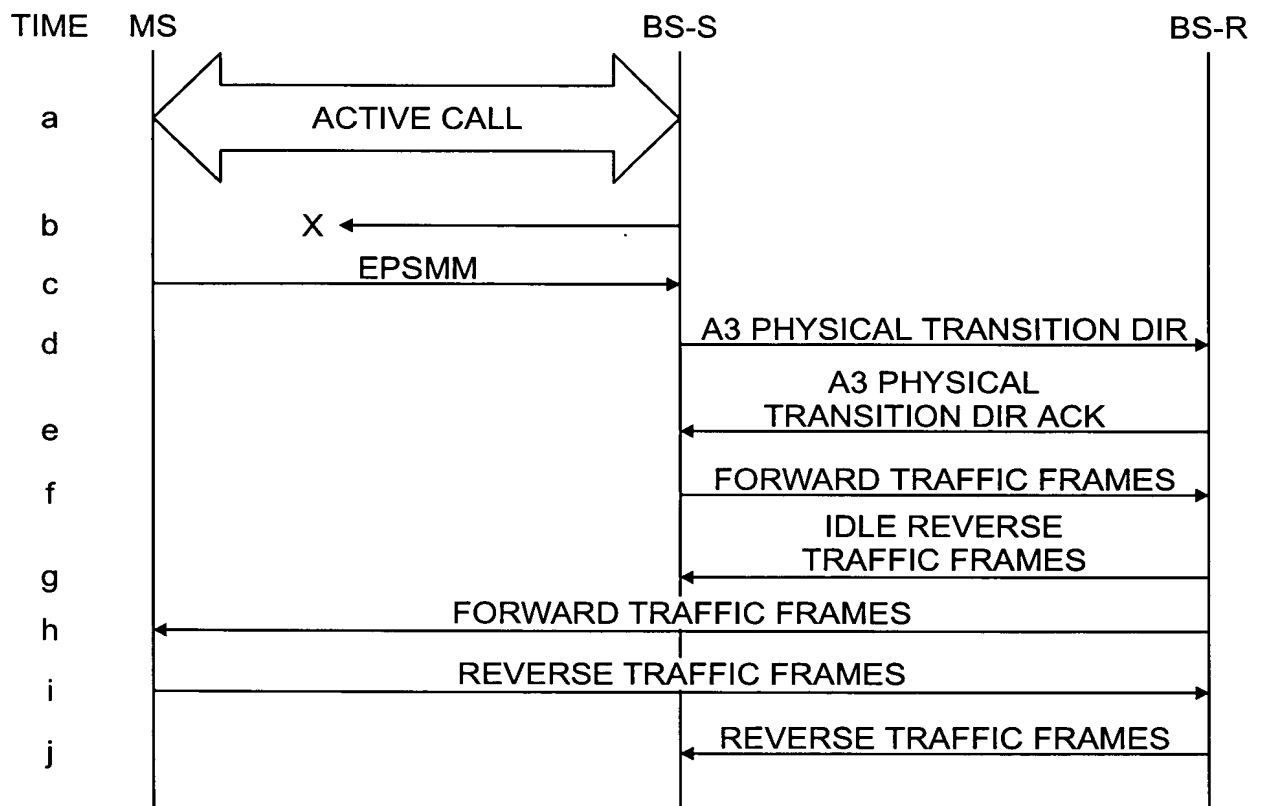 TIME MS BS-S BS-R
a ACTIVE CALL
b X
EPSMM
c
A3 PHYSICAL TRANSITION DIR
d
A3 PHYSICAL
TRANSITION DIR ACK
e
FORWARD TRAFFIC FRAMES
f
IDLE REVERSE
TRAFFIC FRAMES
g
FORWARD TRAFFIC FRAMES
h
REVERSE TRAFFIC FRAMES
i
REVERSE TRAFFIC FRAMES
j